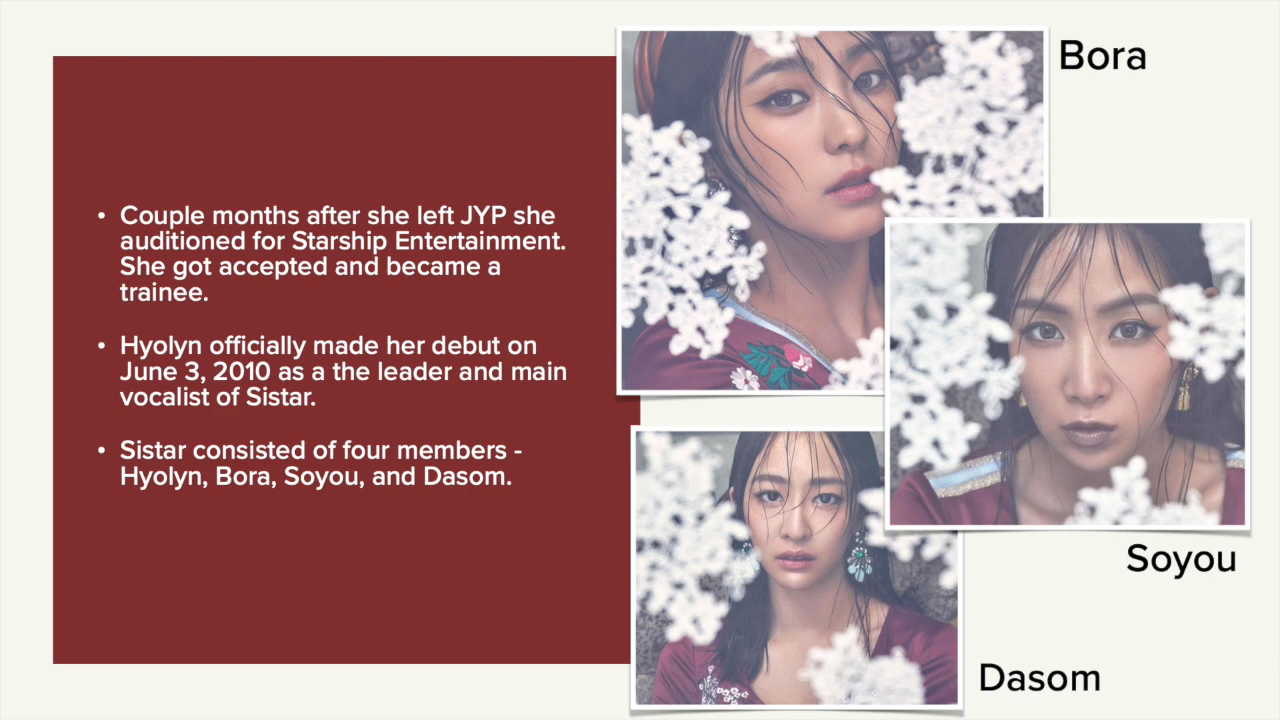 Bora
• Couple months after she left JYP she
auditioned for Starship Entertainment.
She got accepted and became a
trainee.
• Hyolyn officially made her debut on
June 3, 2010 as a the leader and main
vocalist of Sistar.
• Sistar consisted of four members -
Hyolyn, Bora, Soyou, and Dasom.
Soyou
Dasom